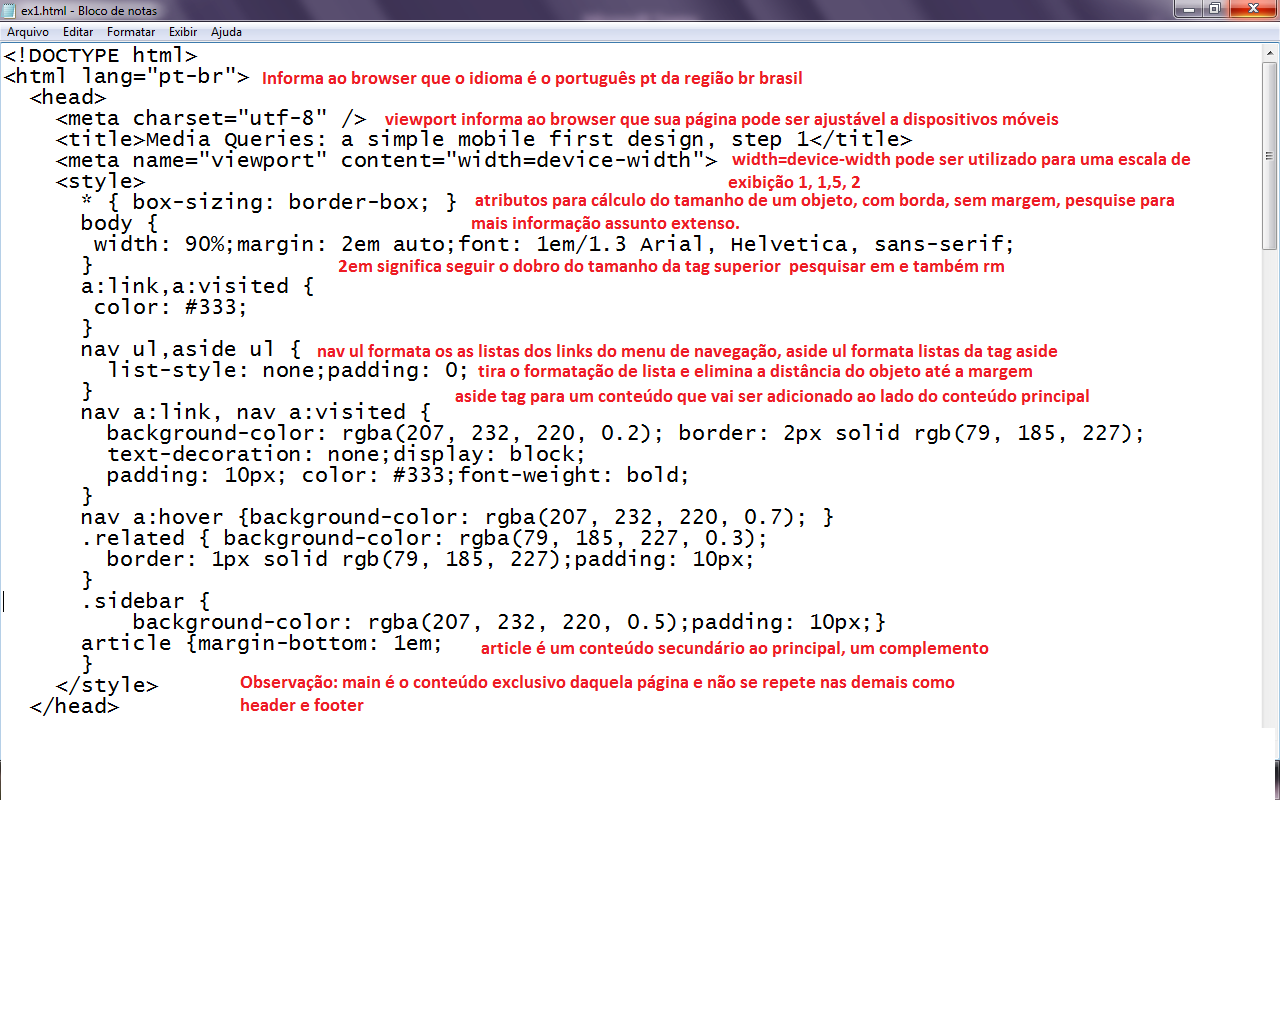 ex1.html - Bloco de notas
Arquivo Editar Formatar Exibir Ajuda
<!DOCTYPE html>
<html lang="pt-br"> Informa ao browser que o idioma é o português pt da região br brasil
<head>
<meta charset="utf-8" /> viewport informa ao browser que sua página pode ser ajustável a dispositivos móveis
<title>Media Queries: a simple mobile first design, step 1</title>
<meta name="viewport" content="width=device-width"> width=device-width pode ser utilizado para uma escala de
<style> exibição 1, 1,5, 2
* { box-sizing: border-box; } atributos para cálculo do tamanho de um objeto, com borda, sem margem, pesquise para
body { mais informação assunto extenso.
width: 90%;margin: 2em auto;font: 1em/1.3 Arial, Helvetica, sans-serif;
} 2em significa seguir o dobro do tamanho da tag superior pesquisar em e também rm
a:link,a:visited {
color: #333;
}
nav ul,aside ul { nav ul formata os as listas dos links do menu de navegação, aside ul formata listas da tag aside
list-style: none;padding: 0; tira o formatação de lista e elimina a distância do objeto até a margem
} aside tag para um conteúdo que vai ser adicionado ao lado do conteúdo principal
nav a:link, nav a:visited {
background-color: rgba(207, 232, 220, 0.2); border: 2px solid rgb(79, 185, 227);
text-decoration: none;display: block;
padding: 10px; color: #333;font-weight: bold;
}
nav a:hover {background-color: rgba(207, 232, 220, 0.7); }
.related { background-color: rgba(79, 185, 227, 0.3);
border: 1px solid rgb(79, 185, 227);padding: 10px;
}
.sidebar {
background-color: rgba(207, 232, 220, 0.5);padding: 10px;}
article {margin-bottom: 1em; article é um conteúdo secundário ao principal, um complemento
}
</style> Observação: main é o conteúdo exclusivo daquela página e não se repete nas demais como
</head> header e footer